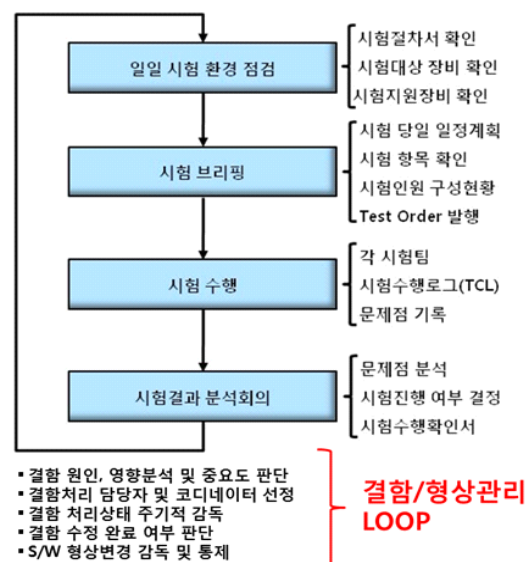 일일 시험 환경 점검
시험절차서 확인
시험대상 장비 확인
시험지원장비 확인
시험 브리핑
시험 당일 일정계획
시험 항목 확인
시험인원 구성현황
Test Order 발행
시험 수행
각 시험팀
시험수행로그(TCL)
문제점 기록
시험결과 분석회의
문제점 분석
시험진행 여부 결정
시험수행확인서
▪ 결함 원인, 영향분석 및 중요도 판단
▪ 결함처리 담당자 및 코디네이터 선정
▪ 결함 처리상태 주기적 감독
▪ 결함 수정 완료 여부 판단
▪ S/W 형상변경 감독 및 통제
결함/형상관리
LOOP